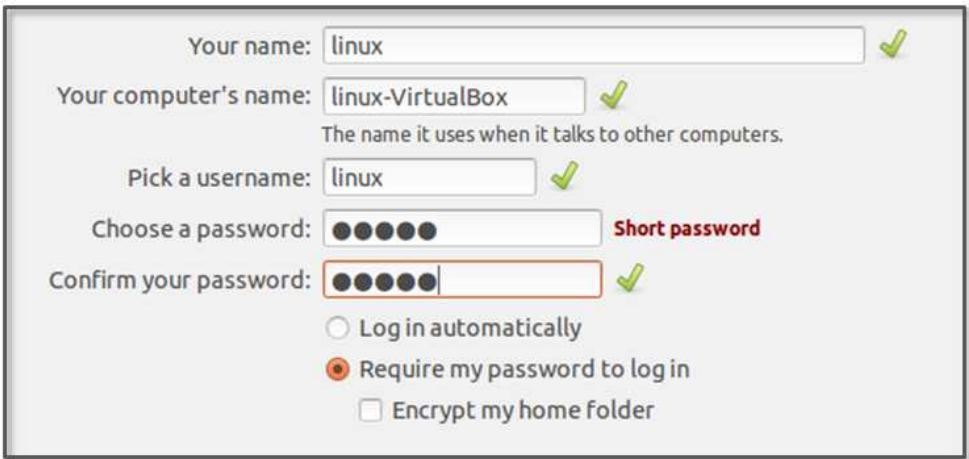 Your name: linux
Your computer's name: linux-VirtualBox
The name it uses when it talks to other computers.
Pick a username: linux
Choose a password: ●●●●● Short password
Confirm your password: ●●●●●
Log in automatically
Require my password to log in
Encrypt my home folder